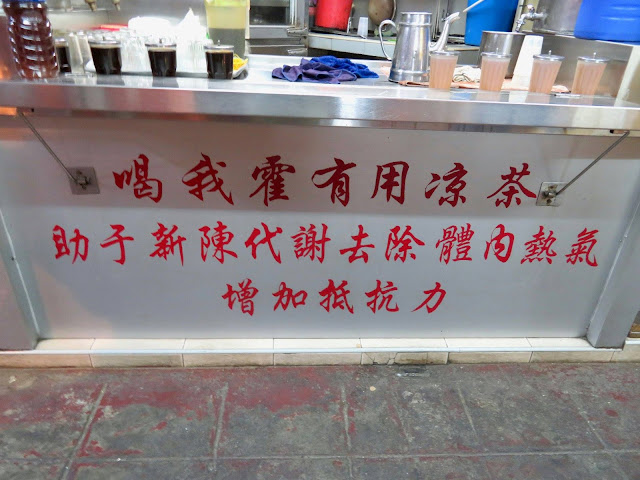 喝我霍有用凉茶
助于新陳代謝去除體内熱氣
增加抵抗力